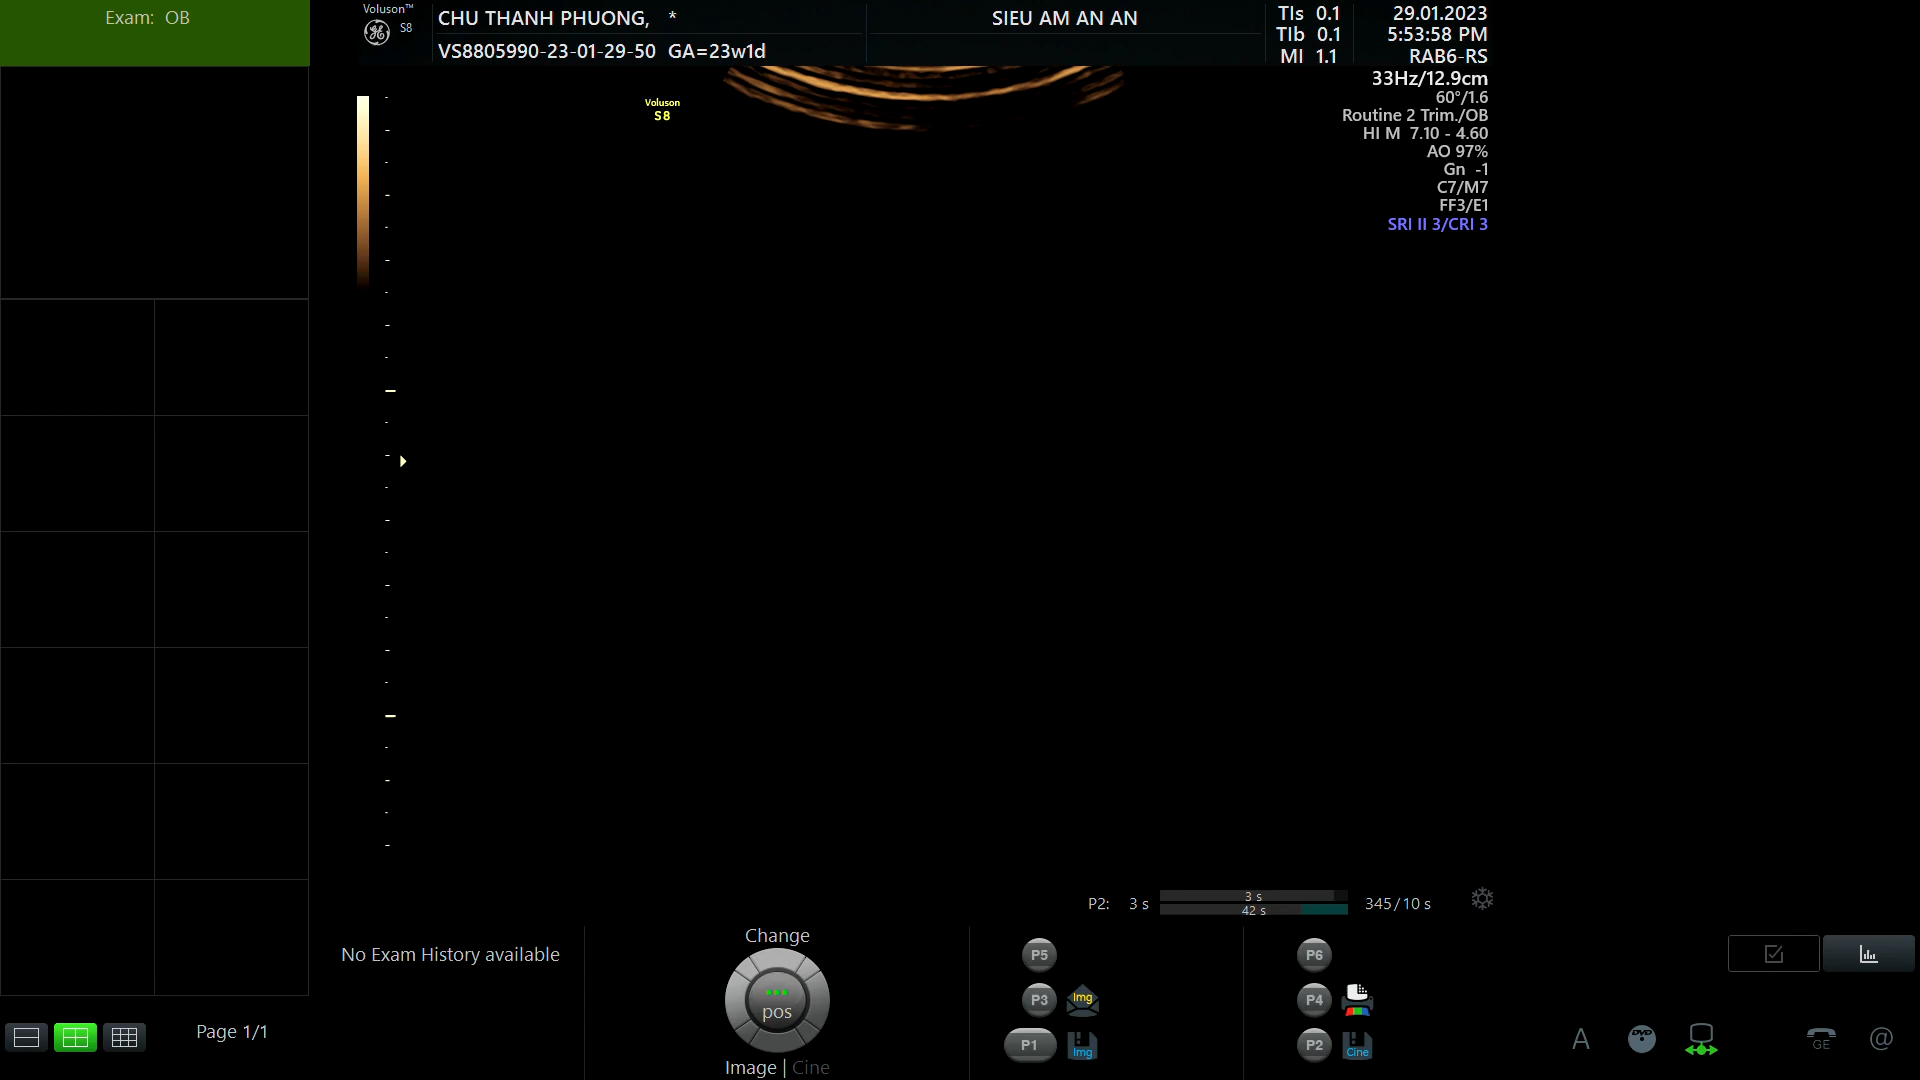 Exam: OB
Voluson™
S8
CHU THANH PHUONG, *
VS8805990-23-01-29-50 GA=23w1d
SIEU AM AN AN
TIs 0.1
TIb 0.1
MI 1.1
29.01.2023
5:53:58 PM
RAB6-RS
33Hz/12.9cm
60°/1.6
Routine 2 Trim./OB
HI M 7.10 - 4.60
AO 97%
Gn -1
C7/M7
FF3/E1
SRI II 3/CRI 3
Voluson
S8
P2: 3 s
3 s
42 s
345/10 s
No Exam History available
Change
pos
Image | Cine
P5
P3 Img
P1 Img
P6
P4
P2 Cine
Page 1/1
A
DVD
GE
@